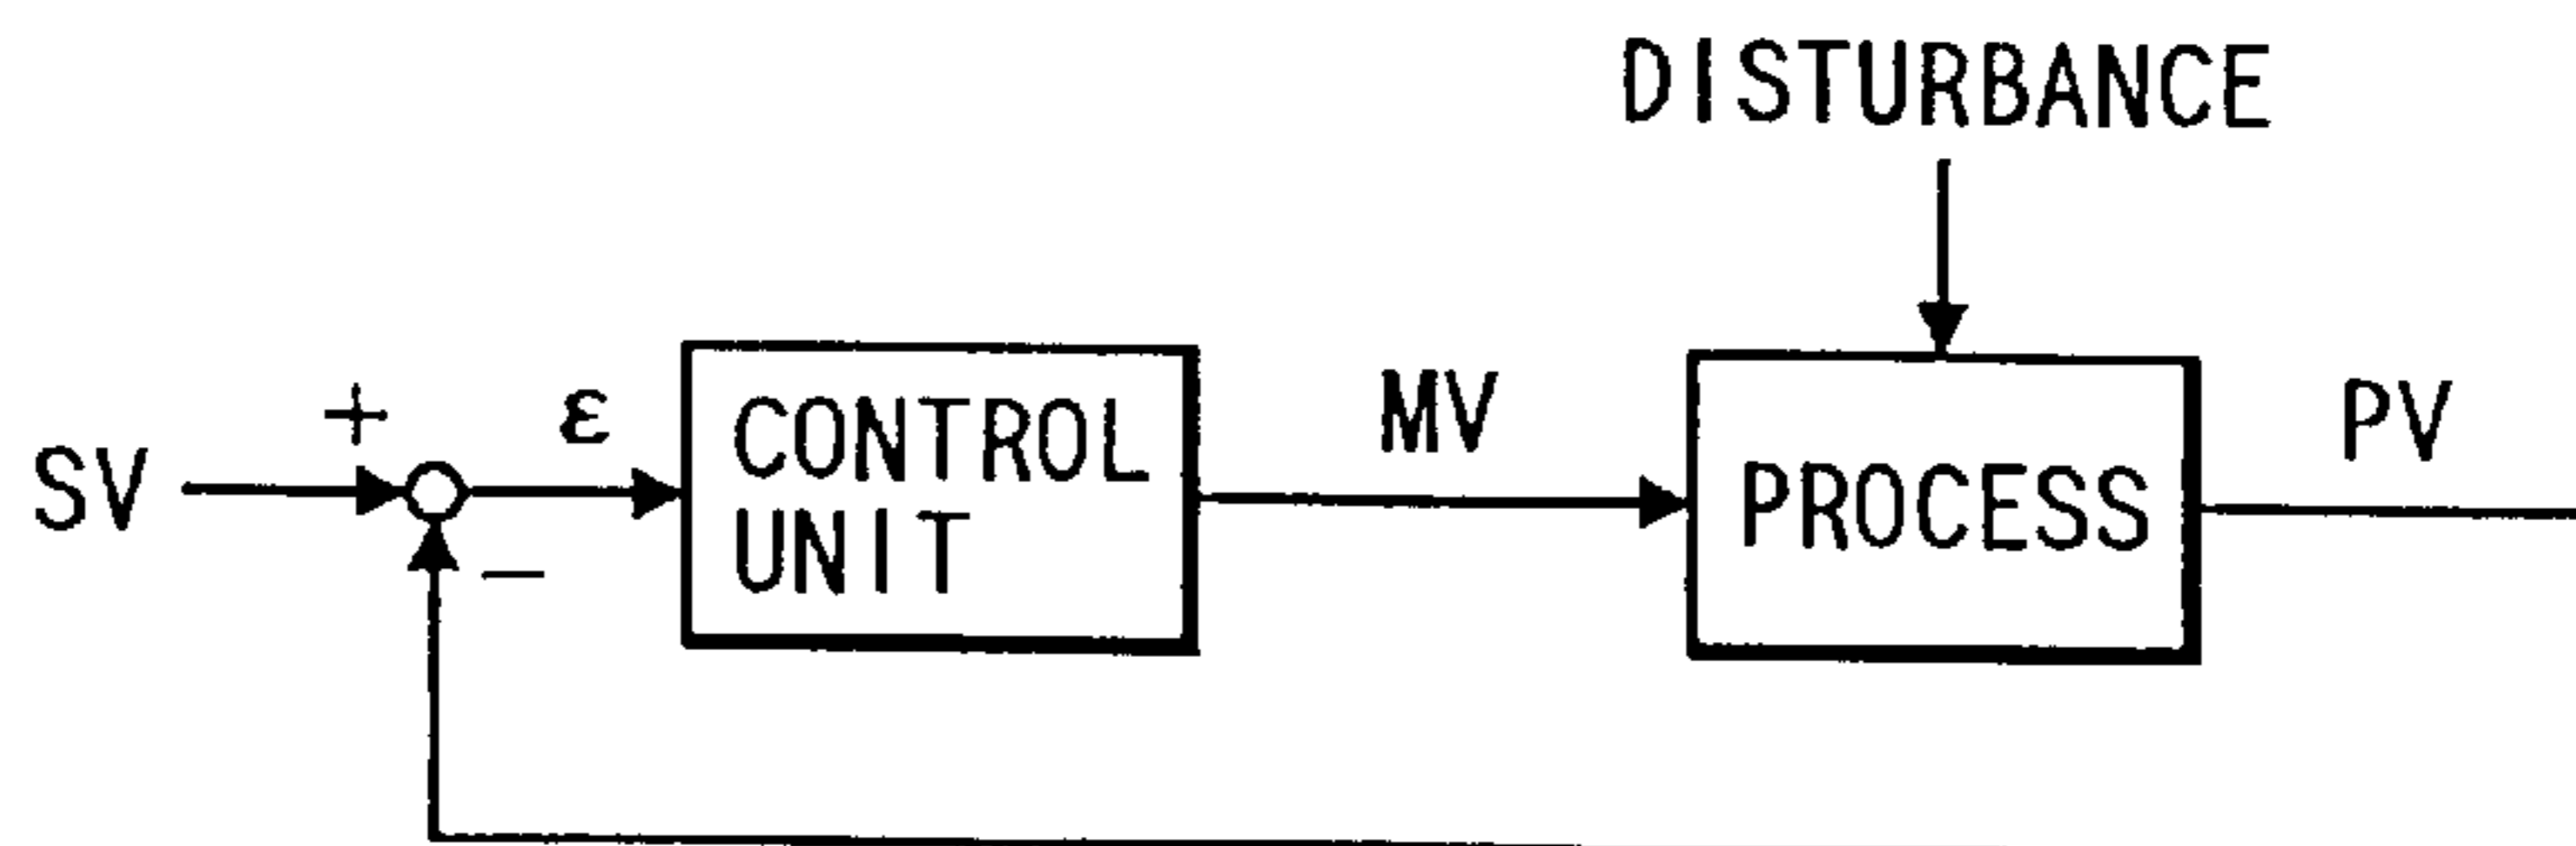 DISTURBANCE
+
ε
SV
CONTROL
UNIT
MV
PROCESS
PV
−